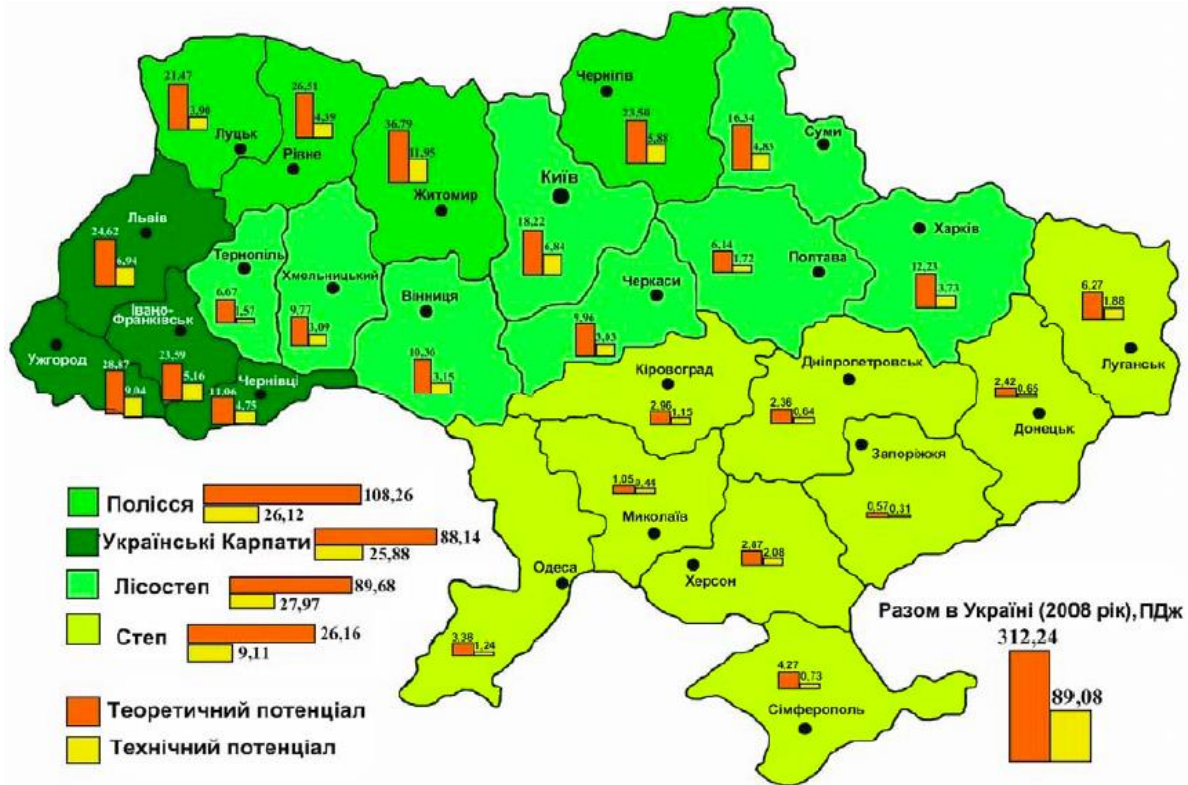 21,47
3,90
Луцьк
26,51
4,39
Рівне
36,79
11,95
Житомир
Чернігів
23,50
5,88
16,34
4,83
Суми
Київ
18,22
6,84
Львів
24,62
6,94
Тернопіль
6,67
1,57
Хмельницький
9,77
3,09
Вінниця
10,36
3,15
Черкаси
9,96
3,03
6,14
1,72
Полтава
Харків
12,23
3,73
6,27
1,88
Луганськ
Івано-
Франківськ
23,59
5,16
Ужгород
28,87
9,04
Чернівці
11,06
4,75
Кіровоград
2,96
1,15
Дніпропетровськ
2,36
0,64
2,42
0,65
Донецьк
Запоріжжя
0,57
0,31
1,05
0,44
Миколаїв
2,87
2,08
Херсон
Одеса
3,38
1,24
4,27
0,73
Сімферополь
Полісся
108,26
26,12
Українські Карпати
88,14
25,88
Лісостеп
89,68
27,97
Степ
26,16
9,11
Теоретичний потенціал
Технічний потенціал
Разом в Україні (2008 рік), ПДж
312,24
89,08